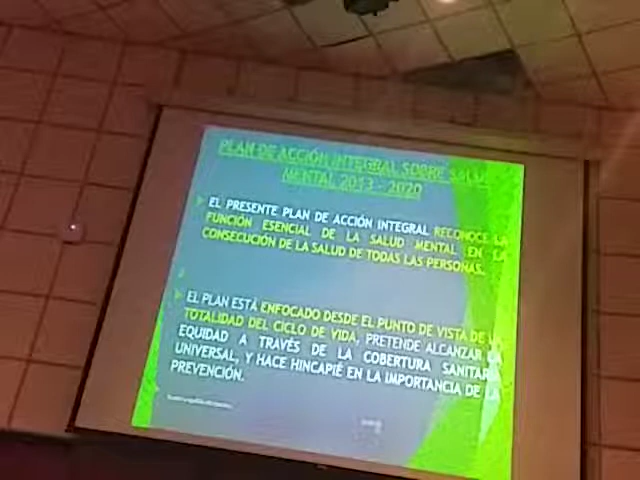 PLAN DE ACCIÓN INTEGRAL SOBRE SALUD
MENTAL 2013 - 2020
EL PRESENTE PLAN DE ACCIÓN INTEGRAL RECONOCE LA
FUNCIÓN ESENCIAL DE LA SALUD MENTAL EN LA
CONSECUCIÓN DE LA SALUD DE TODAS LAS PERSONAS.
EL PLAN ESTÁ ENFOCADO DESDE EL PUNTO DE VISTA DE LA
TOTALIDAD DEL CICLO DE VIDA, PRETENDE ALCANZAR LA
EQUIDAD A TRAVÉS DE LA COBERTURA SANITARIA
UNIVERSAL, Y HACE HINCAPIÉ EN LA IMPORTANCIA DE LA
PREVENCIÓN.